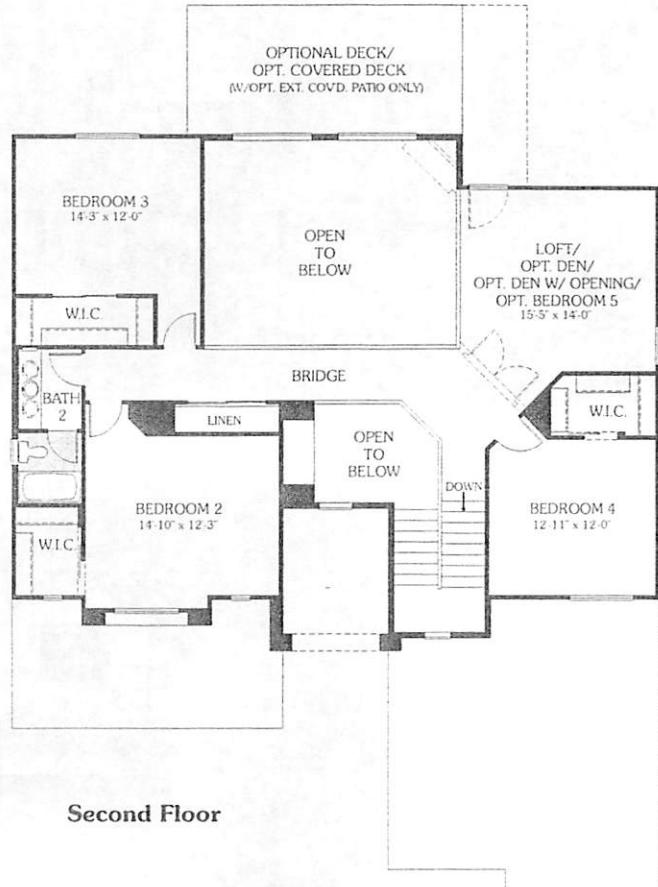 OPTIONAL DECK/
OPT. COVERED DECK
(W/OPT. EXT. COVD. PATIO ONLY)
BEDROOM 3
14'-3" x 12'-0"
OPEN
TO
BELOW
LOFT/
OPT. DEN/
OPT. DEN W/ OPENING/
OPT. BEDROOM 5
15'-5" x 14'-0"
W.I.C.
BRIDGE
BATH
2
LINEN
W.I.C.
OPEN
TO
BELOW
DOWN
BEDROOM 2
14'-10" x 12'-3"
BEDROOM 4
12'-11" x 12'-0"
W.I.C.
Second Floor